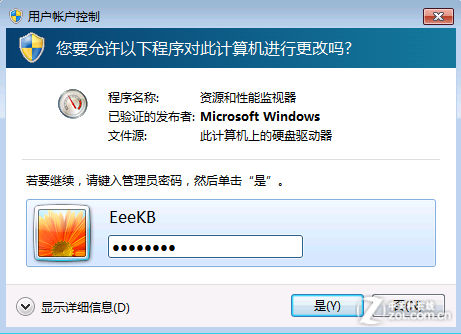 用户帐户控制
您要允许以下程序对此计算机进行更改吗?
程序名称: 资源和性能监视器
已验证的发布者: Microsoft Windows
文件源: 此计算机上的硬盘驱动器
若要继续，请键入管理员密码，然后单击“是”。
EeeKB
●●●●●●●●
显示详细信息(D)
是(Y)
zol.com.cn